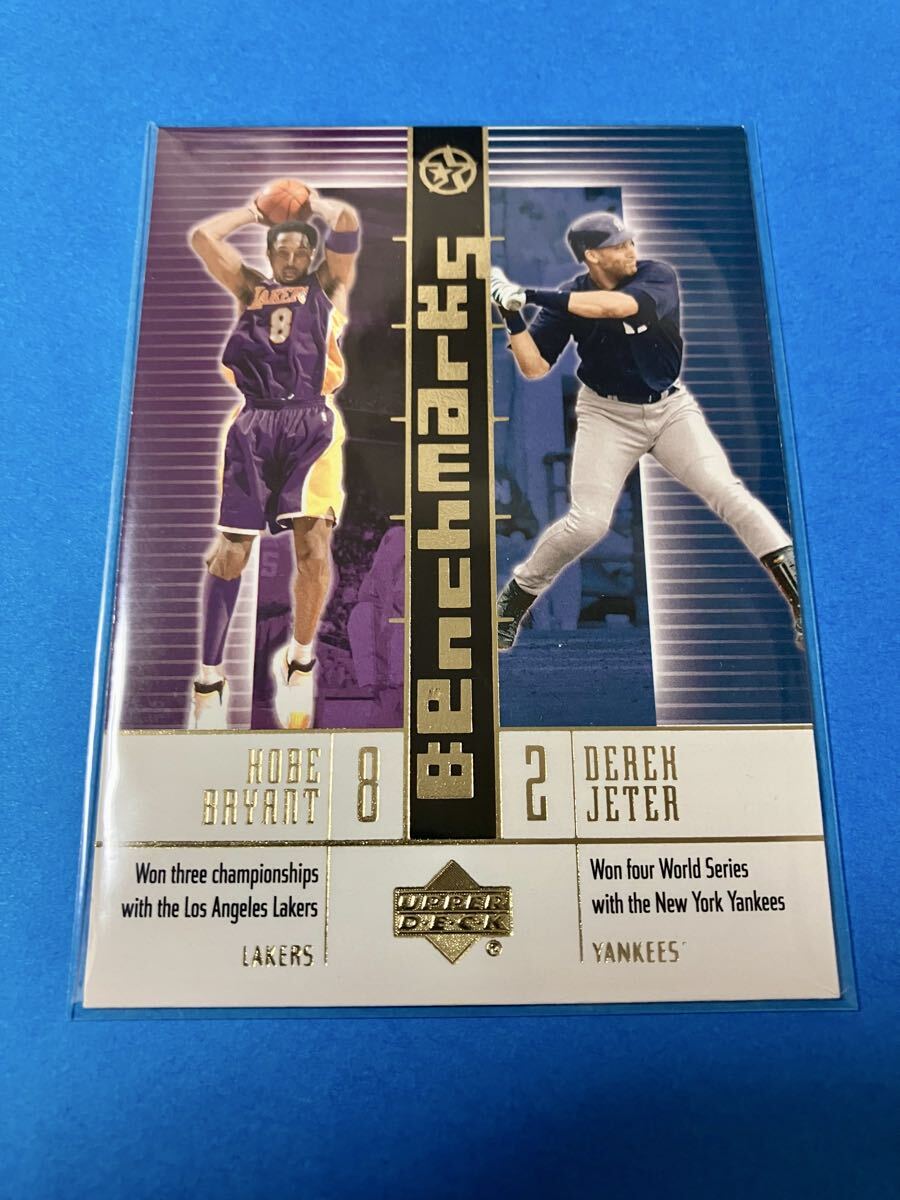 Benchmarks
LAKERS
8
KOBE
BRYANT
8
2
DEREK
JETER
Won three championships
with the Los Angeles Lakers
LAKERS
UPPER
DECK
Won four World Series
with the New York Yankees
YANKEES